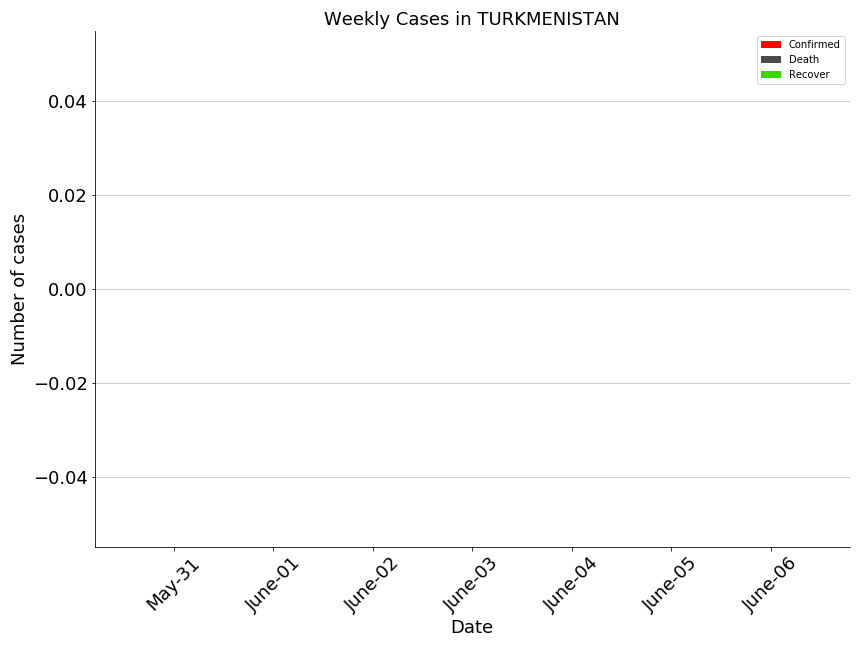 Weekly Cases in TURKMENISTAN
Confirmed
Death
Recover
0.04
0.02
0.00
−0.02
−0.04
Number of cases
May-31
June-01
June-02
June-03
June-04
June-05
June-06
Date